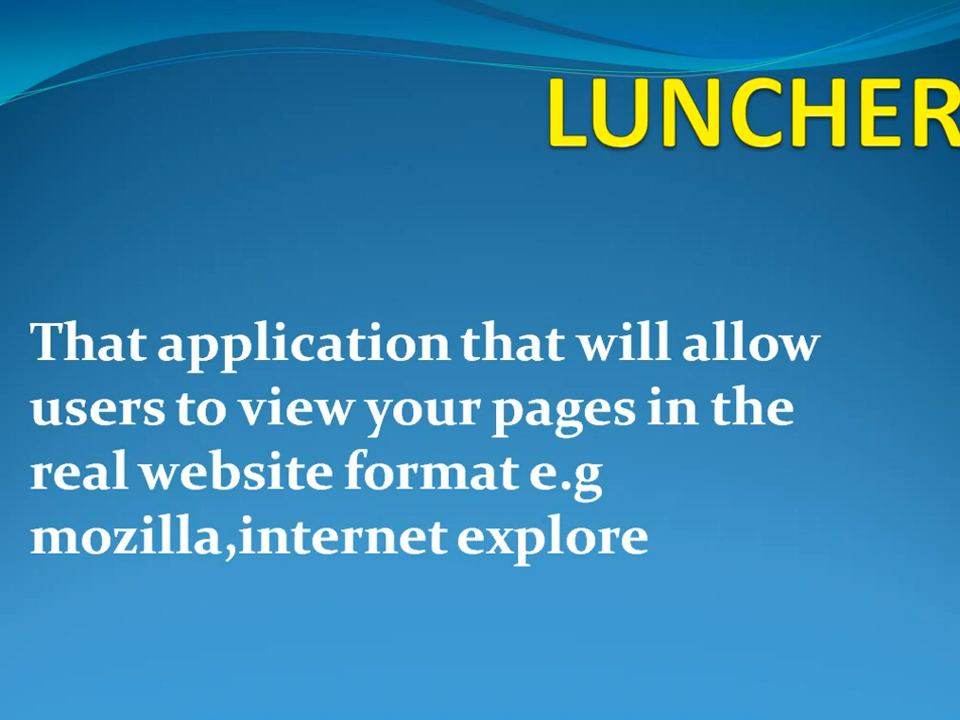 LUNCHER
That application that will allow
users to view your pages in the
real website format e.g
mozilla,internet explore